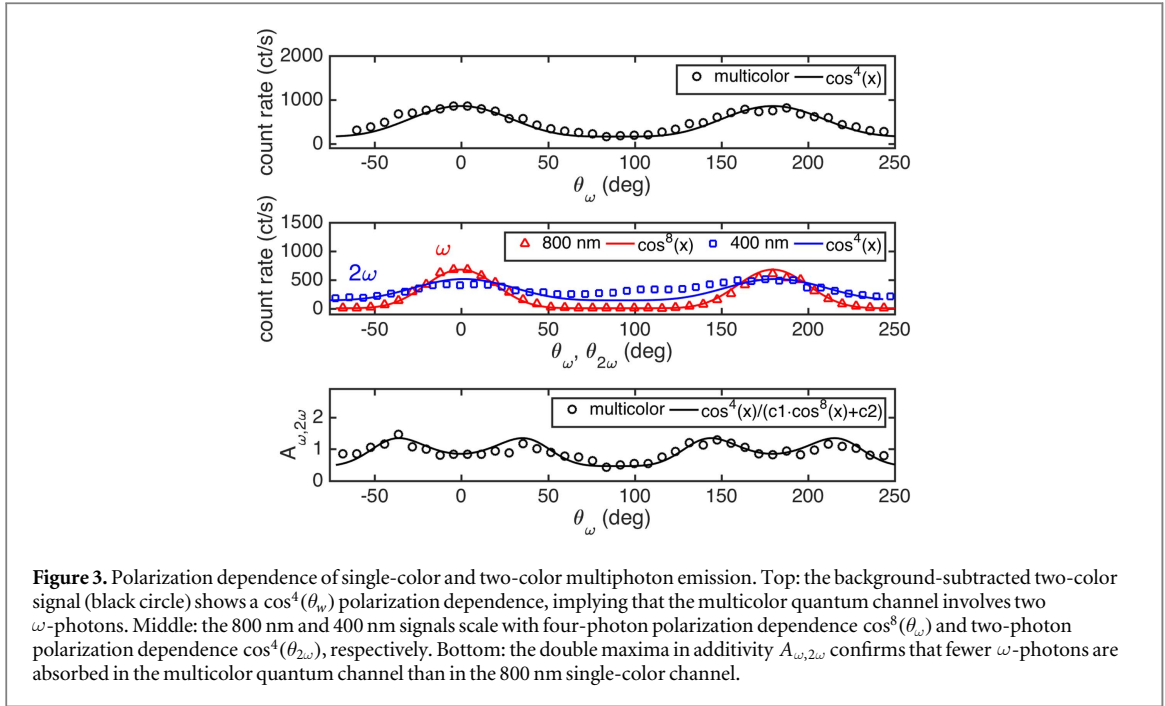 count rate (ct/s)
2000
1000
0
multicolor cos⁴(x)
-50 0 50 100 150 200 250
θ_ω (deg)
count rate (ct/s)
1500
1000
500
0
ω
2ω
800 nm cos⁸(x) 400 nm cos⁴(x)
-50 0 50 100 150 200 250
θ_ω, θ_2ω (deg)
A_ω,2ω
2
1
0
multicolor cos⁴(x)/(c1·cos⁸(x)+c2)
-50 0 50 100 150 200 250
θ_ω (deg)
Figure 3. Polarization dependence of single-color and two-color multiphoton emission. Top: the background-subtracted two-color
signal (black circle) shows a cos⁴(θ_w) polarization dependence, implying that the multicolor quantum channel involves two
ω-photons. Middle: the 800 nm and 400 nm signals scale with four-photon polarization dependence cos⁸(θ_ω) and two-photon
polarization dependence cos⁴(θ_2ω), respectively. Bottom: the double maxima in additivity A_ω,2ω confirms that fewer ω-photons are
absorbed in the multicolor quantum channel than in the 800 nm single-color channel.